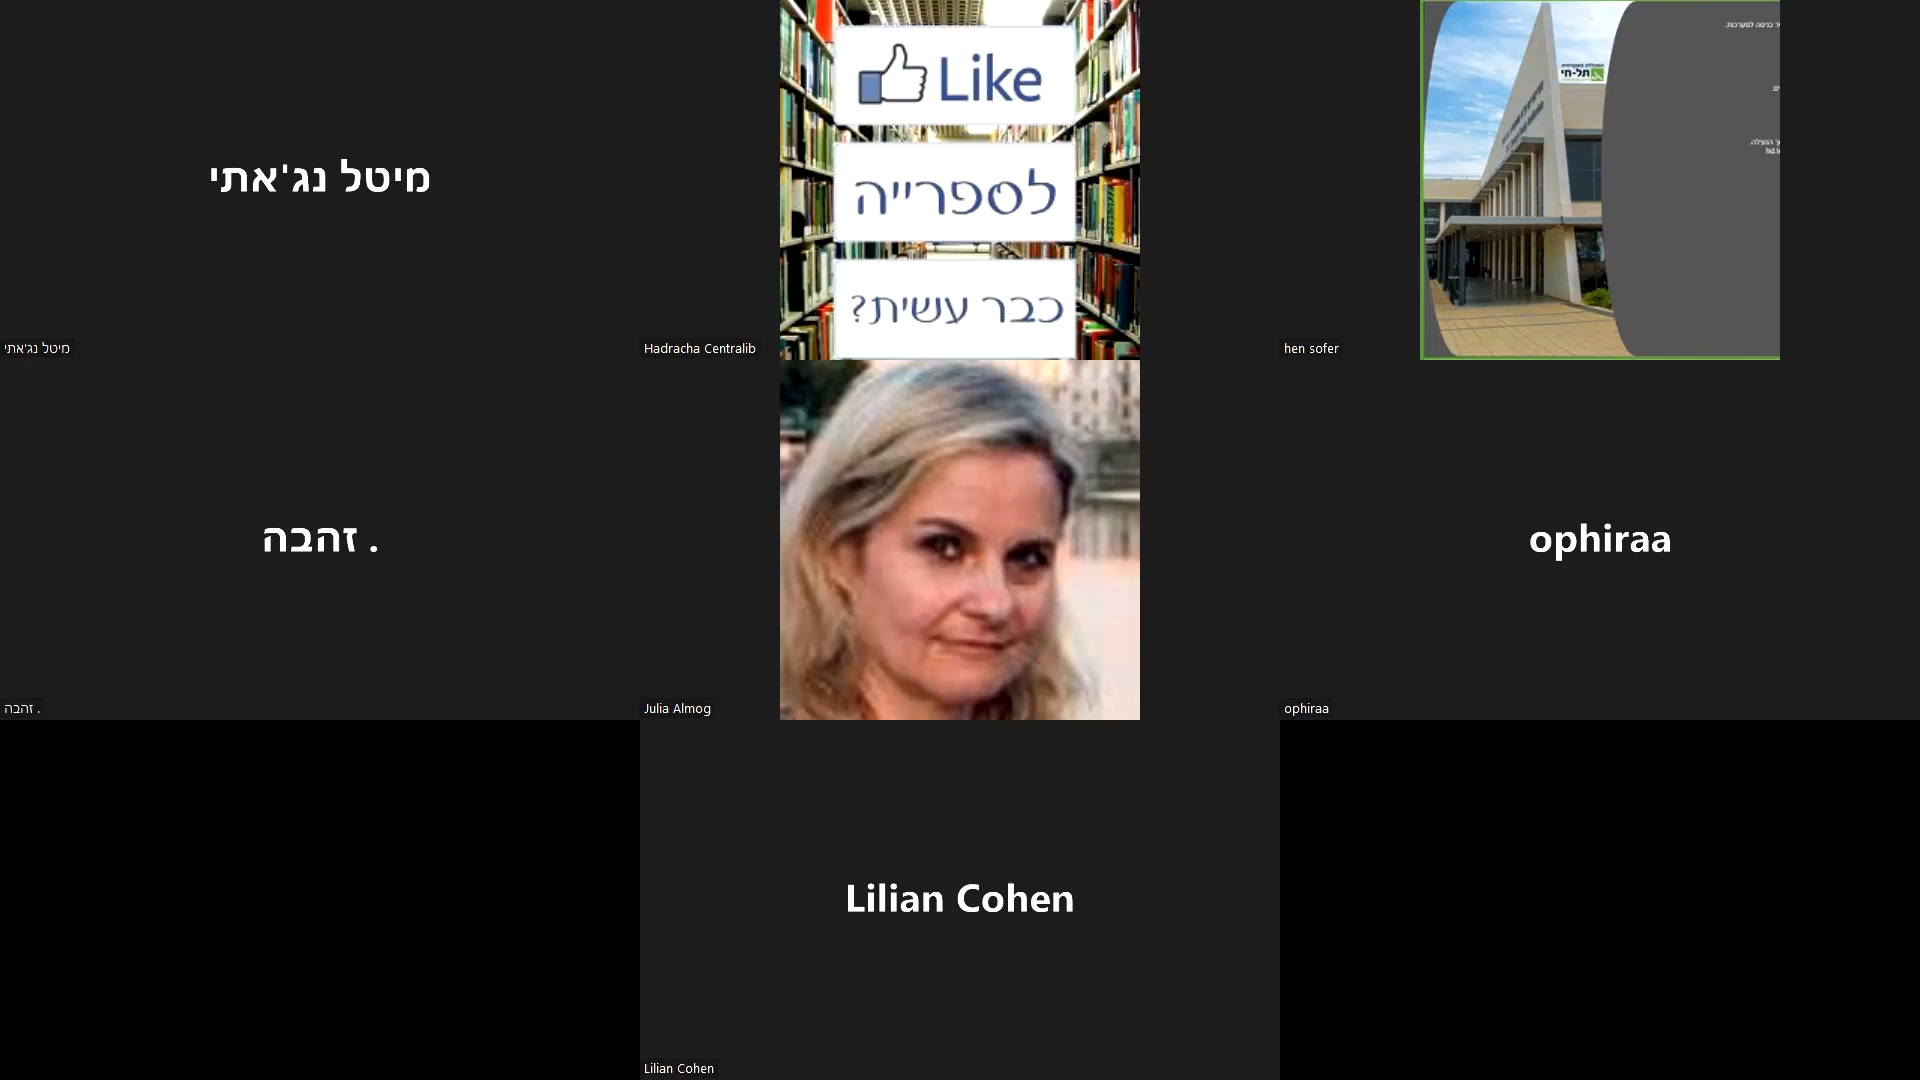 מיטל נג'אתי
מיטל נג'אתי
Like
לספרייה
כבר עשית?
Hadracha Centralib
תל-חי
hen sofer
זהבה .
זהבה .
Julia Almog
ophiraa
ophiraa
Lilian Cohen
Lilian Cohen